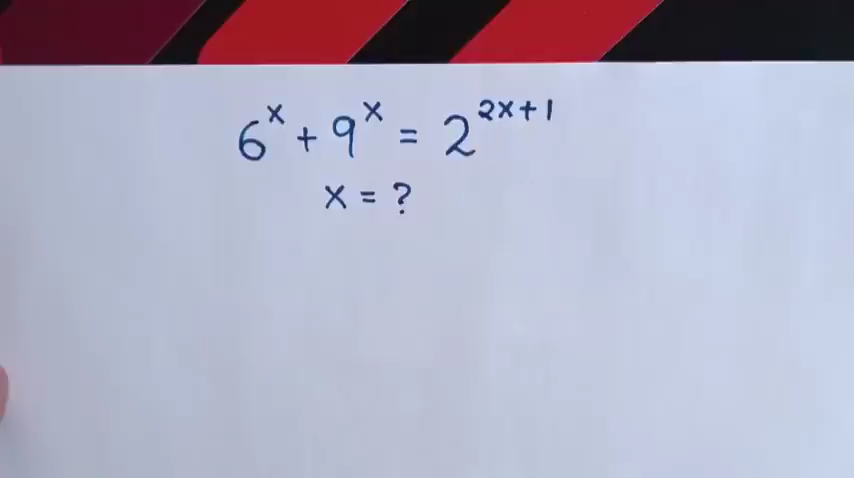 6^x + 9^x = 2^{2x+1}
x = ?